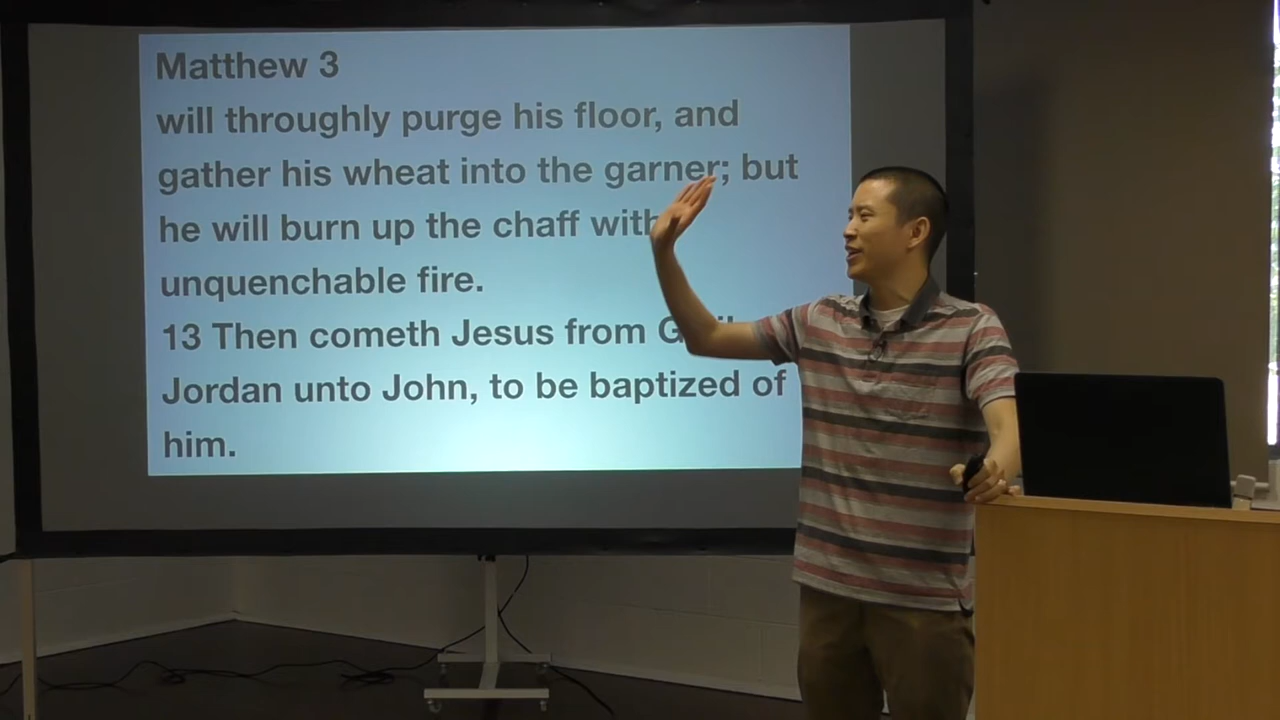 Matthew 3
will throughly purge his floor, and
gather his wheat into the garner; but
he will burn up the chaff with
unquenchable fire.
13 Then cometh Jesus from
Jordan unto John, to be baptized of
him.